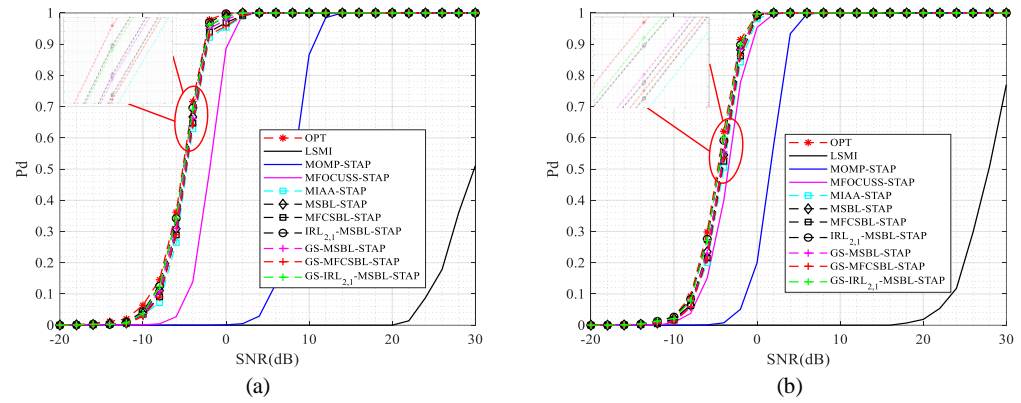 1
0.9
0.8
0.7
0.6
0.5
0.4
0.3
0.2
0.1
0
Pd
-20
-10
0
10
20
30
SNR(dB)
OPT
LSMI
MOMP-STAP
MFOCUSS-STAP
MIAA-STAP
MSBL-STAP
MFCSBL-STAP
IRL2,1-MSBL-STAP
GS-MSBL-STAP
GS-MFCSBL-STAP
GS-IRL2,1-MSBL-STAP
(a)
1
0.9
0.8
0.7
0.6
0.5
0.4
0.3
0.2
0.1
0
Pd
-20
-10
0
10
20
30
SNR(dB)
OPT
LSMI
MOMP-STAP
MFOCUSS-STAP
MIAA-STAP
MSBL-STAP
MFCSBL-STAP
IRL2,1-MSBL-STAP
GS-MSBL-STAP
GS-MFCSBL-STAP
GS-IRL2,1-MSBL-STAP
(b)